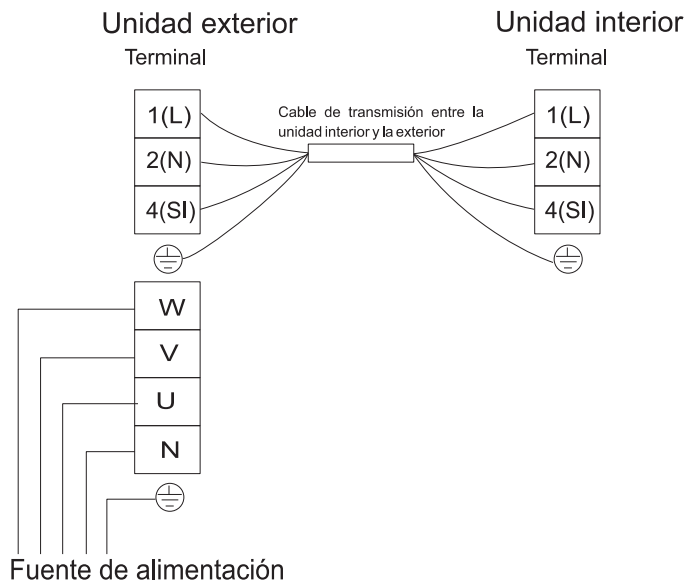 Unidad exterior
Unidad interior
Terminal
Terminal
Cable de transmisión entre la
unidad interior y la exterior
1(L)
2(N)
4(SI)
1(L)
2(N)
4(SI)
W
V
U
N
Fuente de alimentación